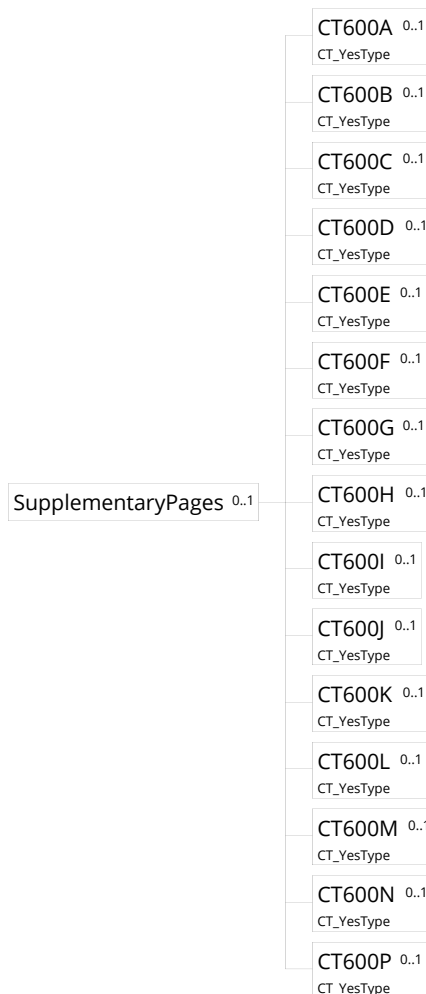 CT600A 0..1
CT_YesType
CT600B 0..1
CT_YesType
CT600C 0..1
CT_YesType
CT600D 0..1
CT_YesType
CT600E 0..1
CT_YesType
CT600F 0..1
CT_YesType
CT600G 0..1
CT_YesType
SupplementaryPages 0..1
CT600H 0..1
CT_YesType
CT600I 0..1
CT_YesType
CT600J 0..1
CT_YesType
CT600K 0..1
CT_YesType
CT600L 0..1
CT_YesType
CT600M 0..1
CT_YesType
CT600N 0..1
CT_YesType
CT600P 0..1
CT_YesType